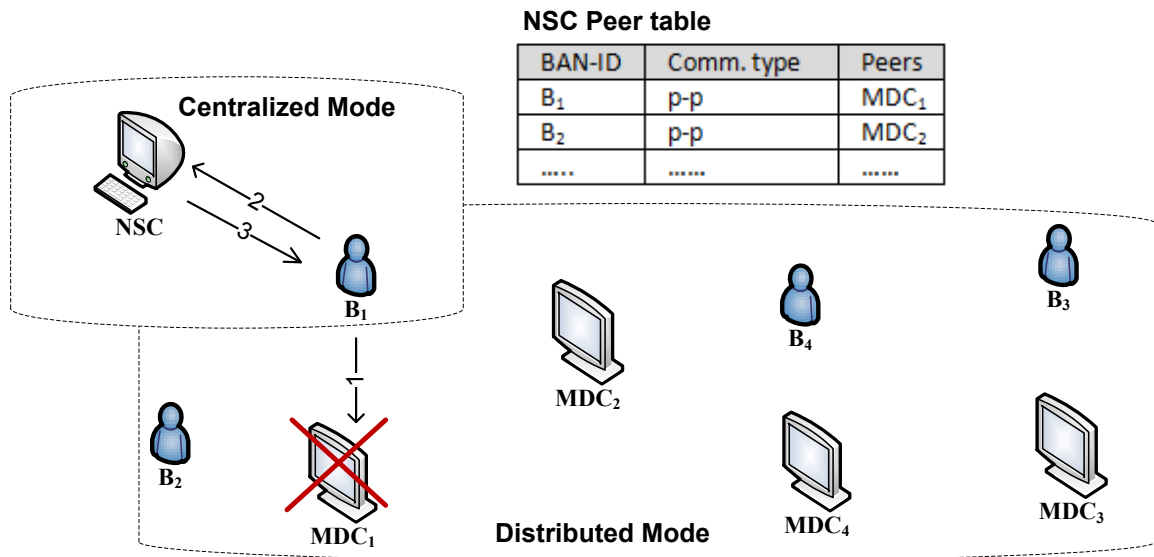 NSC Peer table
BAN-ID Comm. type Peers
B₁ p-p MDC₁
B₂ p-p MDC₂
..... ...... ......
Centralized Mode
NSC
2
3
B₁
1
B₂
MDC₁
MDC₂
B₄
B₃
MDC₄
MDC₃
Distributed Mode